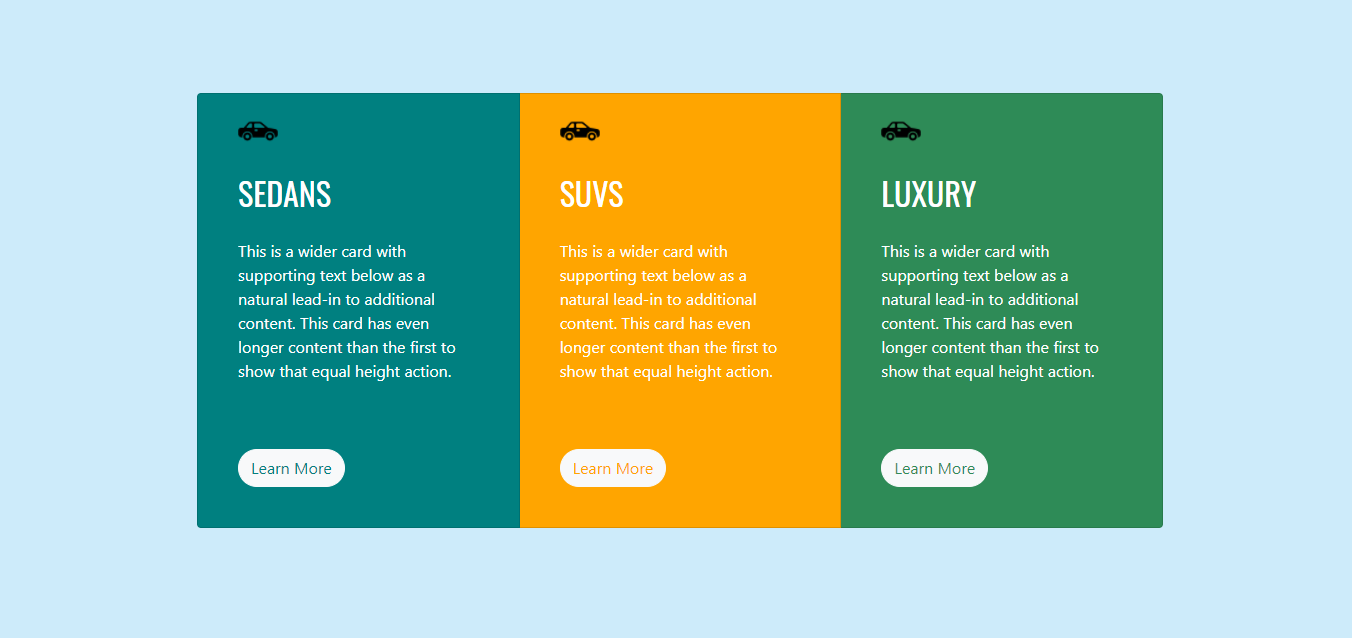 SEDANS
This is a wider card with
supporting text below as a
natural lead-in to additional
content. This card has even
longer content than the first to
show that equal height action.
Learn More
SUVS
This is a wider card with
supporting text below as a
natural lead-in to additional
content. This card has even
longer content than the first to
show that equal height action.
Learn More
LUXURY
This is a wider card with
supporting text below as a
natural lead-in to additional
content. This card has even
longer content than the first to
show that equal height action.
Learn More